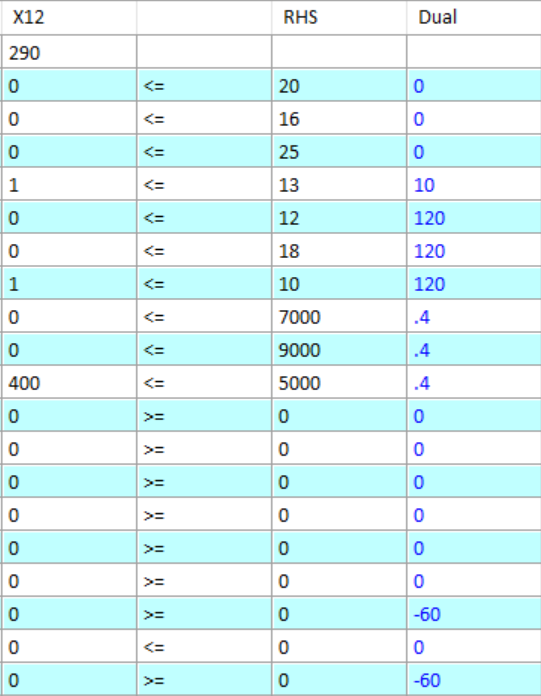 X12 RHS Dual
290
0 <= 20 0
0 <= 16 0
0 <= 25 0
1 <= 13 10
0 <= 12 120
0 <= 18 120
1 <= 10 120
0 <= 7000 .4
0 <= 9000 .4
400 <= 5000 .4
0 >= 0 0
0 >= 0 0
0 >= 0 0
0 >= 0 0
0 >= 0 0
0 >= 0 0
0 >= 0 -60
0 <= 0 0
0 >= 0 -60